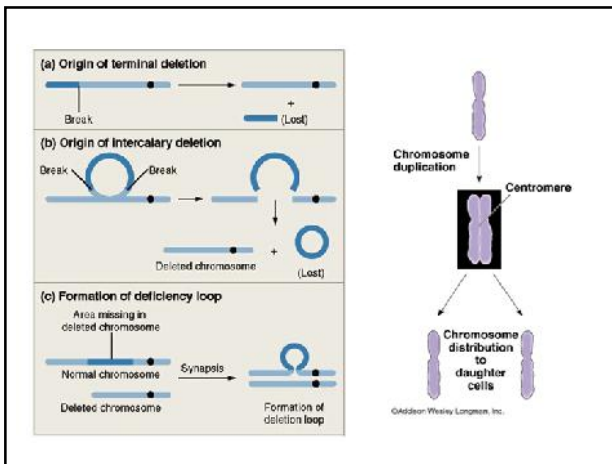 (a) Origin of terminal deletion
+
Break
(Lost)
(b) Origin of intercalary deletion
Break
Break
+
Deleted chromosome
(Lost)
(c) Formation of deficiency loop
Area missing in
deleted chromosome
Normal chromosome
Synapsis
Deleted chromosome
Formation of
deletion loop
Chromosome
duplication
Centromere
Chromosome
distribution
to
daughter
cells
©Addison Wesley Longman, Inc.